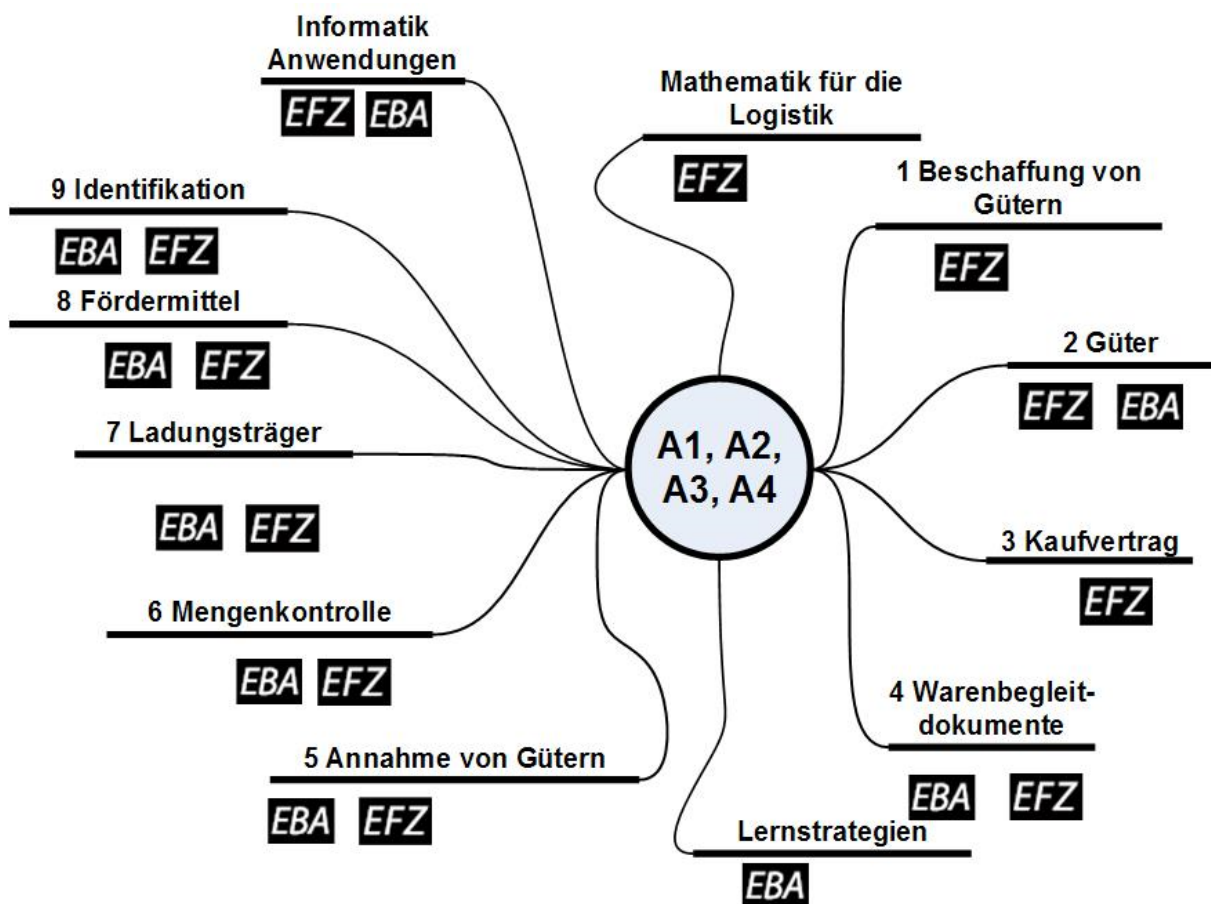 Informatik
Anwendungen
EFZ EBA
Mathematik für die
Logistik
EFZ
1 Beschaffung von
Gütern
EFZ
2 Güter
EFZ EBA
3 Kaufvertrag
EFZ
4 Warenbegleit-
dokumente
EBA EFZ
Lernstrategien
EBA
5 Annahme von Gütern
EBA EFZ
6 Mengenkontrolle
EBA EFZ
7 Ladungsträger
EBA EFZ
8 Fördermittel
EBA EFZ
9 Identifikation
EBA EFZ
A1, A2,
A3, A4